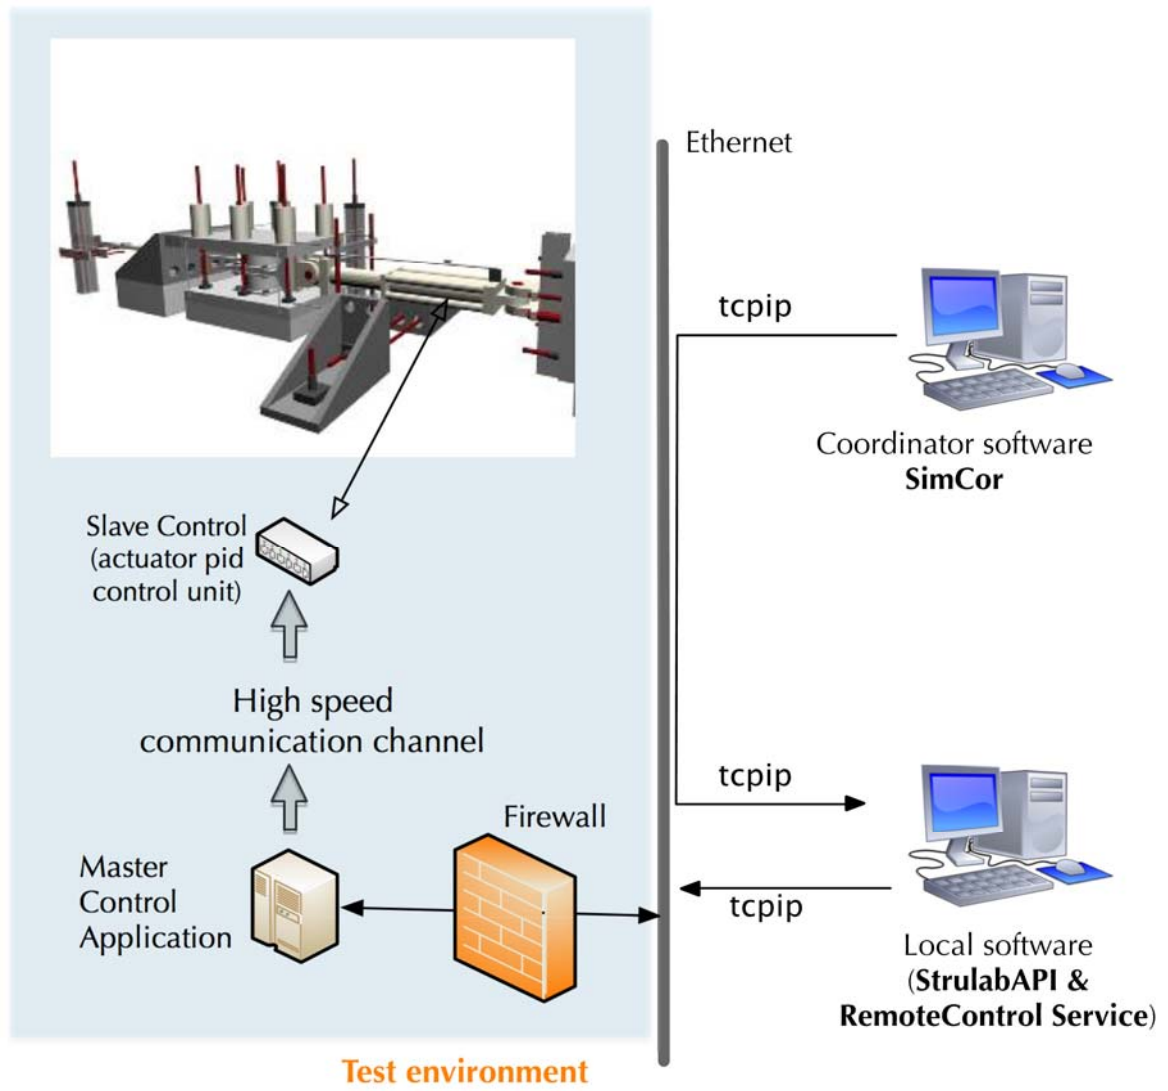 Ethernet
tcpip
Coordinator software
SimCor
Slave Control
(actuator pid
control unit)
High speed
communication channel
tcpip
Firewall
Master
Control
Application
tcpip
Local software
(StrulabAPI &
RemoteControl Service)
Test environment